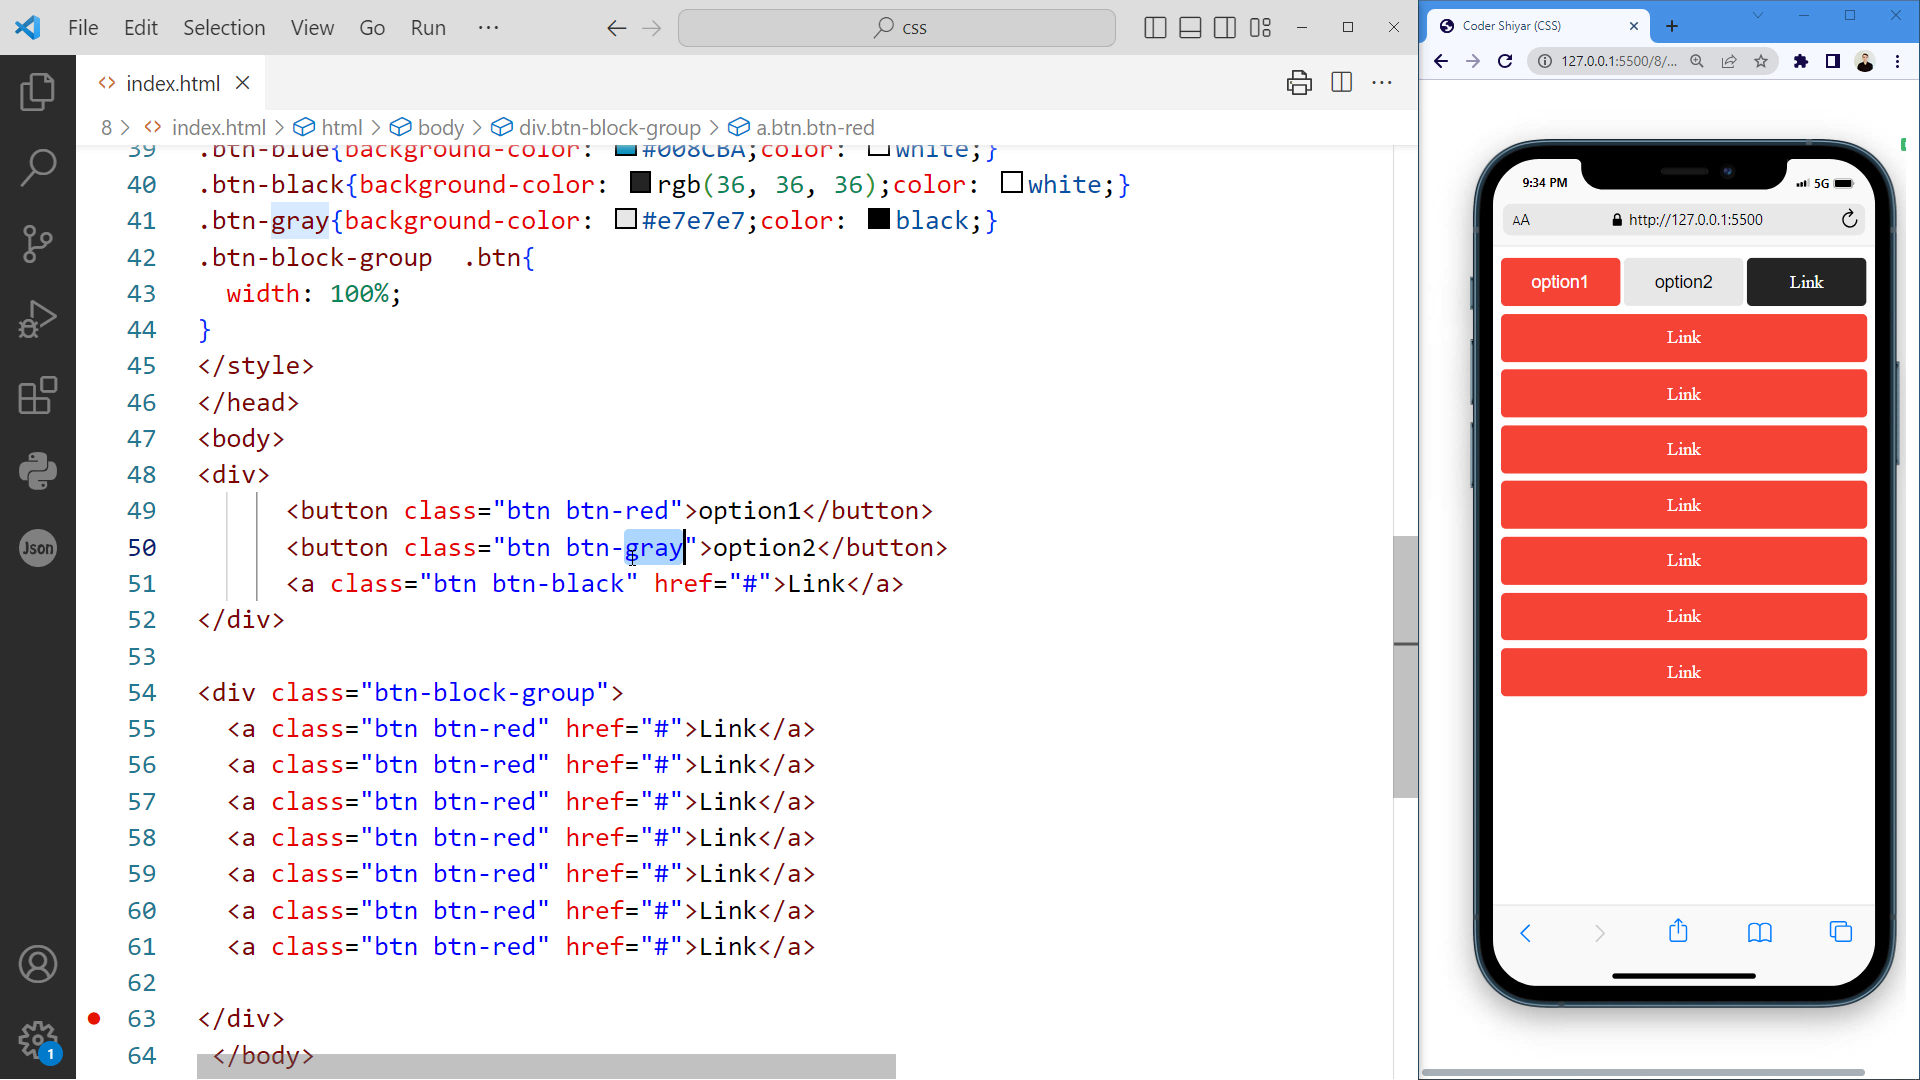 File Edit Selection View Go Run ···
css
index.html
8 > index.html > html > body > div.btn-block-group > a.btn.btn-red
39 .btn-blue{background-color: #008CBA;color: white;}
40 .btn-black{background-color: rgb(36, 36, 36);color: white;}
41 .btn-gray{background-color: #e7e7e7;color: black;}
42 .btn-block-group .btn{
43 width: 100%;
44 }
45 </style>
46 </head>
47 <body>
48 <div>
49 <button class="btn btn-red">option1</button>
50 <button class="btn btn-gray">option2</button>
51 <a class="btn btn-black" href="#">Link</a>
52 </div>
53
54 <div class="btn-block-group">
55 <a class="btn btn-red" href="#">Link</a>
56 <a class="btn btn-red" href="#">Link</a>
57 <a class="btn btn-red" href="#">Link</a>
58 <a class="btn btn-red" href="#">Link</a>
59 <a class="btn btn-red" href="#">Link</a>
60 <a class="btn btn-red" href="#">Link</a>
61 <a class="btn btn-red" href="#">Link</a>
62
63 </div>
64 </body>
Json
1
Coder Shiyar (CSS)
127.0.0.1:5500/8/...
9:34 PM 5G
AA http://127.0.0.1:5500
option1 option2 Link
Link
Link
Link
Link
Link
Link
Link